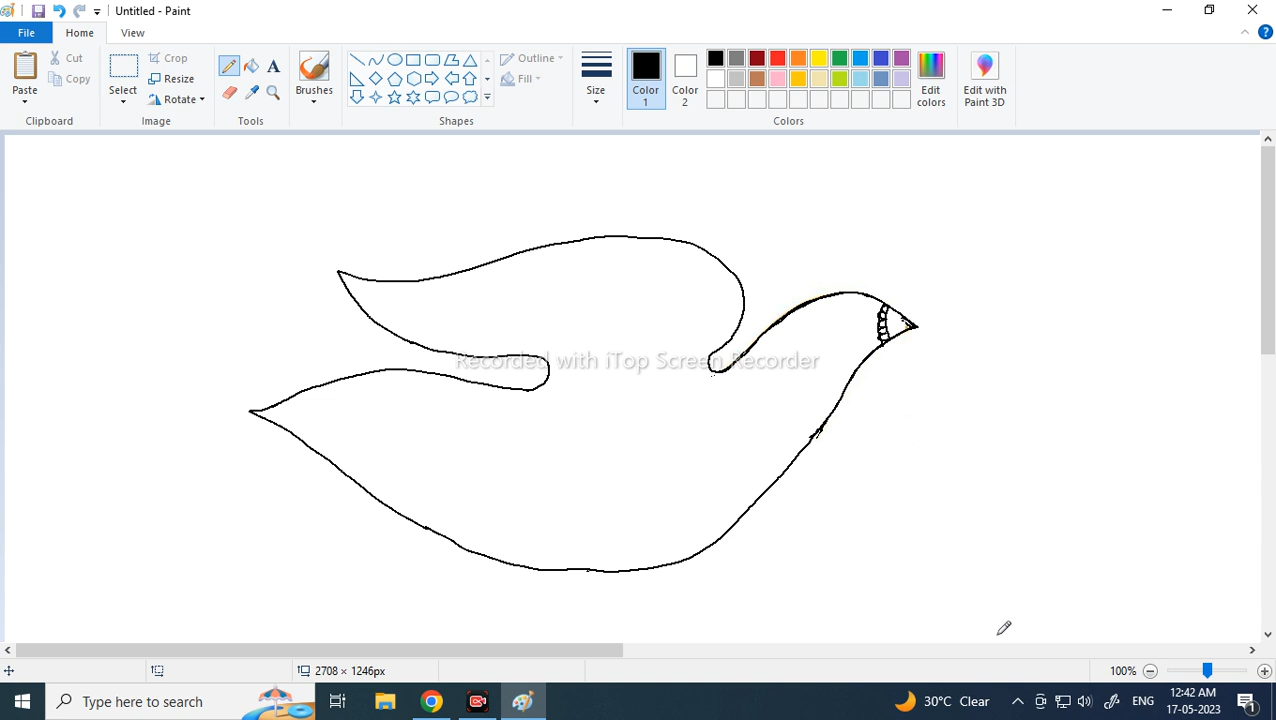 Untitled - Paint
File Home View
Paste Cut Copy Clipboard
Select Crop Resize Rotate Image
A Tools
Brushes
Shapes Outline Fill
Size
Color 1 Color 2 Colors Edit colors
Edit with Paint 3D
Recorded with iTop Screen Recorder
2708 × 1246px 100%
Type here to search 30°C Clear ENG 12:42 AM 17-05-2023 1